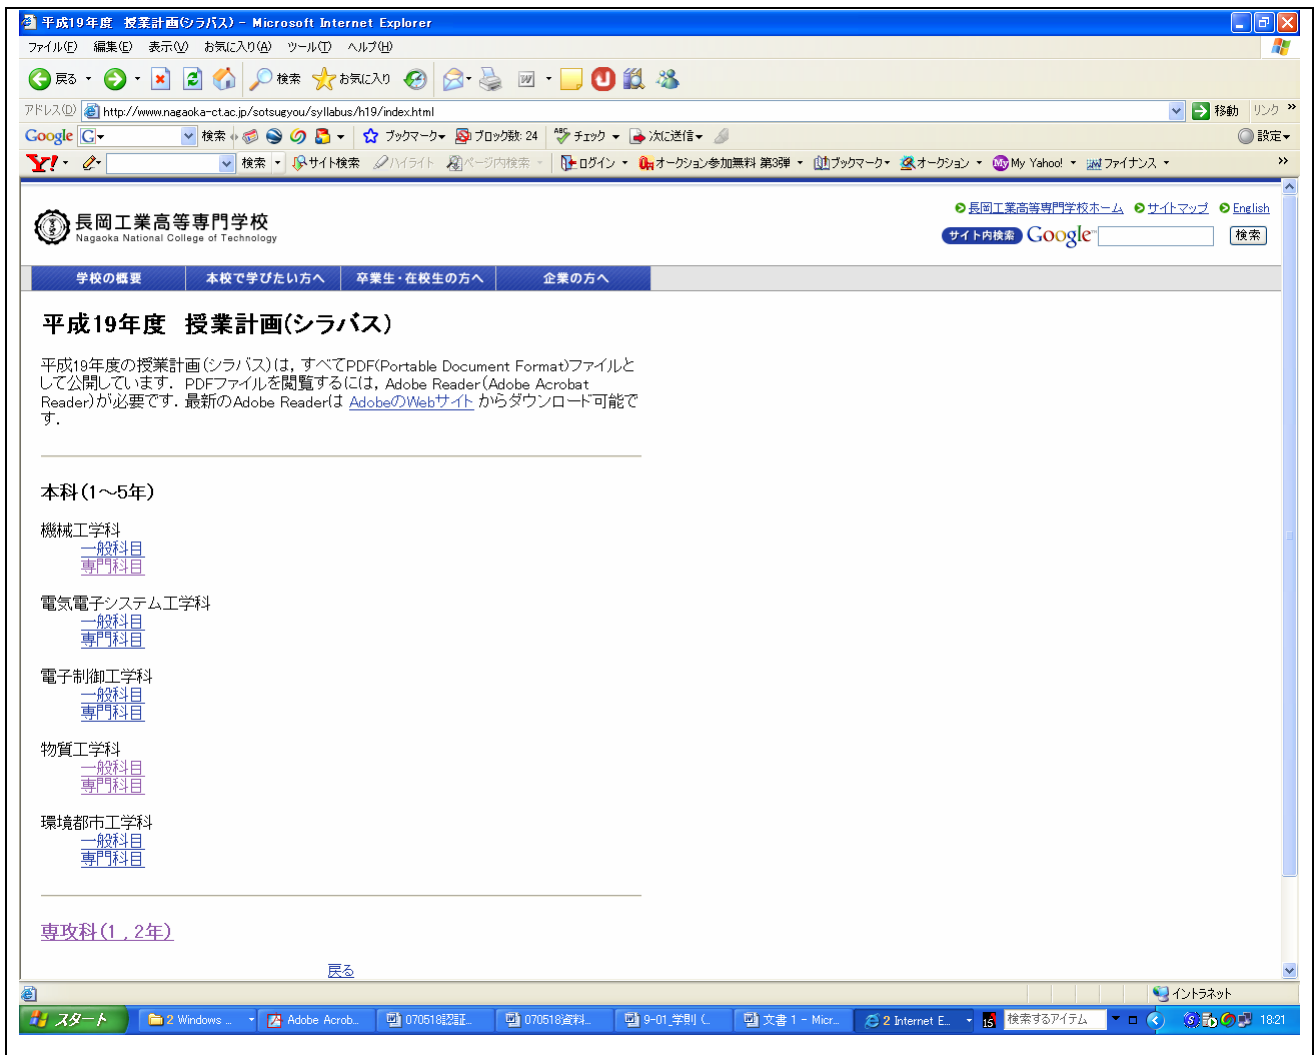 平成19年度 授業計画(シラバス) - Microsoft Internet Explorer
ファイル(F) 編集(E) 表示(V) お気に入り(A) ツール(T) ヘルプ(H)
戻る 検索 お気に入り
アドレス(D) http://www.nagaoka-ct.ac.jp/sotsugyou/syllabus/h19/index.html 移動 リンク »
Google G 検索 ブックマーク ブロック数: 24 チェック 次に送信 設定
Y! 検索 サイト検索 ハイライト ページ内検索 ログイン オークション参加無料 第3弾 ブックマーク オークション My Yahoo! ファイナンス »
長岡工業高等専門学校
Nagaoka National College of Technology
長岡工業高等専門学校ホーム サイトマップ English
サイト内検索 Google 検索
学校の概要 本校で学びたい方へ 卒業生・在校生の方へ 企業の方へ
平成19年度 授業計画(シラバス)
平成19年度の授業計画(シラバス)は,すべてPDF(Portable Document Format)ファイルと
して公開しています. PDFファイルを閲覧するには, Adobe Reader(Adobe Acrobat
Reader)が必要です. 最新のAdobe Readerは AdobeのWebサイト からダウンロード可能で
す.
本科(1~5年)
機械工学科
一般科目
専門科目
電気電子システム工学科
一般科目
専門科目
電子制御工学科
一般科目
専門科目
物質工学科
一般科目
専門科目
環境都市工学科
一般科目
専門科目
専攻科(1 , 2年)
戻る
イントラネット
スタート 2 Windows ... Adobe Acrob... 070518認証... 070518資料... 9-01_学則 (... 文書 1 - Micr... 2 Internet E... 検索するアイテム 18:21